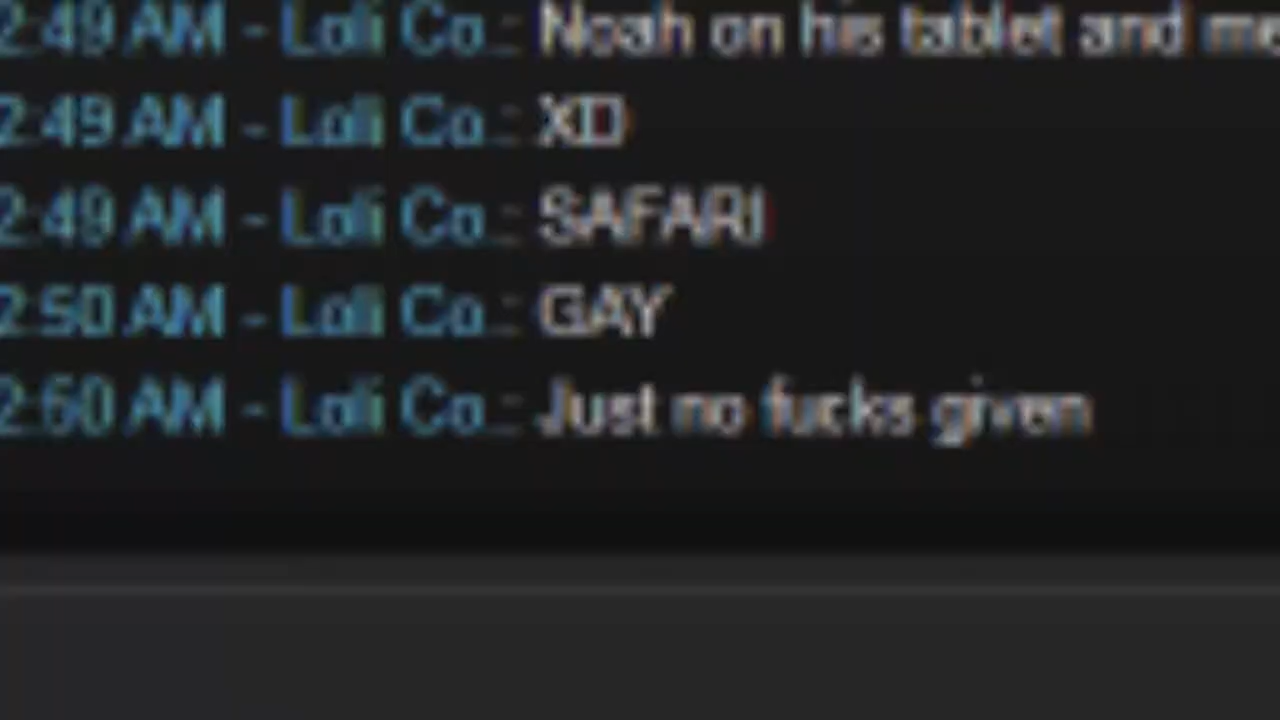 2:49 AM - Loli Co.: Noah on his tablet and me
2:49 AM - Loli Co.: XD
2:49 AM - Loli Co.: SAFARI
2:50 AM - Loli Co.: GAY
2:50 AM - Loli Co.: Just no fucks given